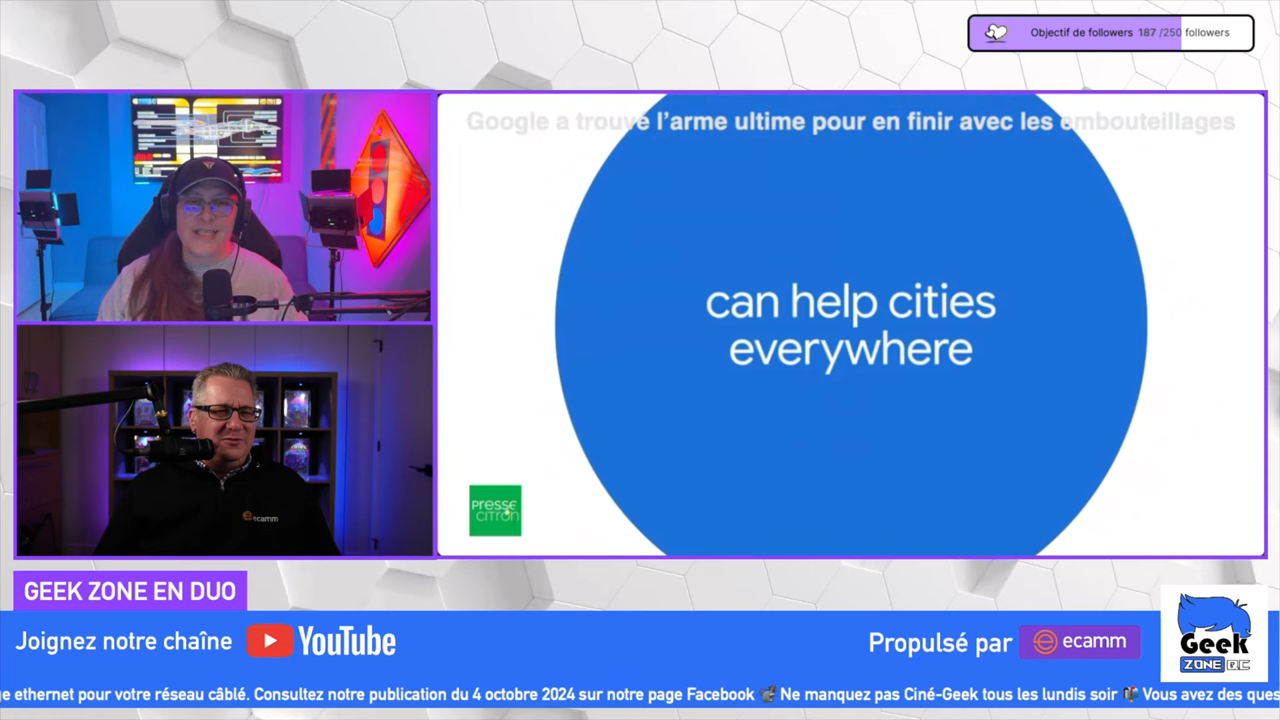 Objectif de followers 187 /250 followers
Google a trouvé l’arme ultime pour en finir avec les embouteillages
can help cities
everywhere
PRESSE
CITRON
ecamm
GEEK ZONE EN DUO
Joignez notre chaîne YouTube
Propulsé par ecamm
Geek
ZONE QC
ge ethernet pour votre réseau câblé. Consultez notre publication du 4 octobre 2024 sur notre page Facebook Ne manquez pas Ciné-Geek tous les lundis soir Vous avez des ques